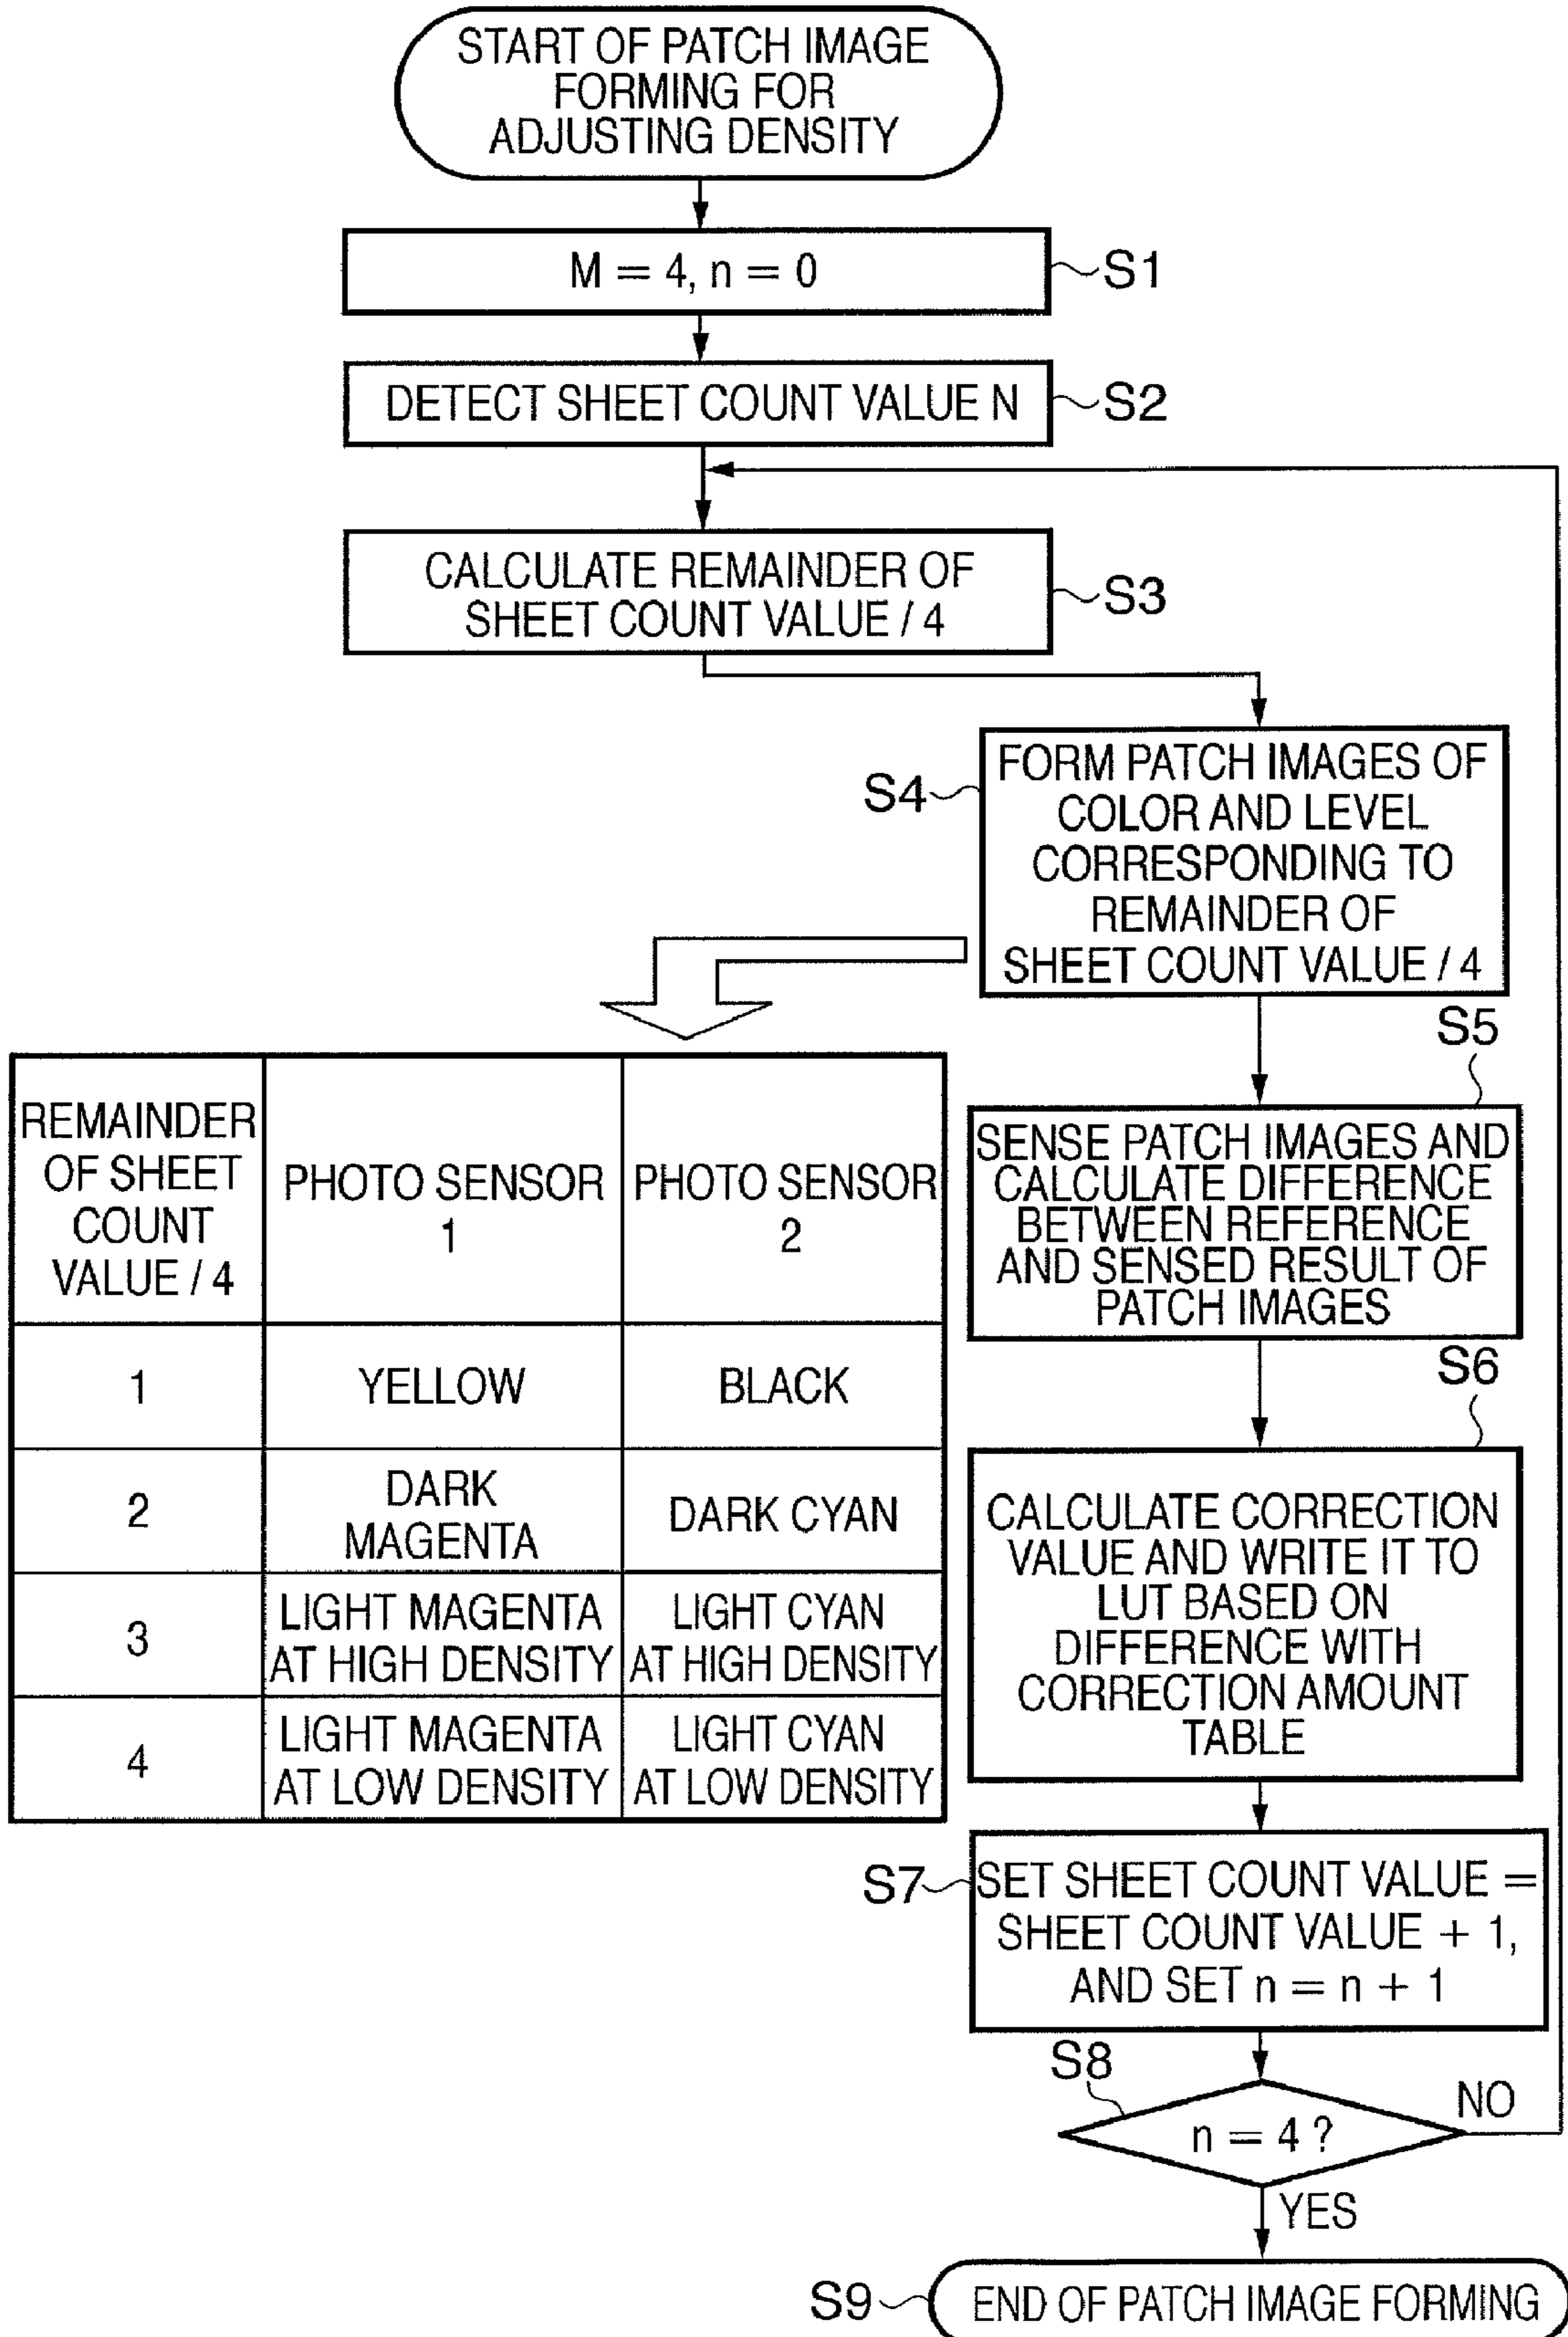 START OF PATCH IMAGE
FORMING FOR
ADJUSTING DENSITY
M = 4, n = 0
S1
DETECT SHEET COUNT VALUE N
S2
CALCULATE REMAINDER OF
SHEET COUNT VALUE / 4
S3
S4
FORM PATCH IMAGES OF
COLOR AND LEVEL
CORRESPONDING TO
REMAINDER OF
SHEET COUNT VALUE / 4
REMAINDER
OF SHEET
COUNT
VALUE / 4
PHOTO SENSOR
1
PHOTO SENSOR
2
1
YELLOW
BLACK
2
DARK
MAGENTA
DARK CYAN
3
LIGHT MAGENTA
AT HIGH DENSITY
LIGHT CYAN
AT HIGH DENSITY
4
LIGHT MAGENTA
AT LOW DENSITY
LIGHT CYAN
AT LOW DENSITY
S5
SENSE PATCH IMAGES AND
CALCULATE DIFFERENCE
BETWEEN REFERENCE
AND SENSED RESULT OF
PATCH IMAGES
S6
CALCULATE CORRECTION
VALUE AND WRITE IT TO
LUT BASED ON
DIFFERENCE WITH
CORRECTION AMOUNT
TABLE
S7
SET SHEET COUNT VALUE =
SHEET COUNT VALUE + 1,
AND SET n = n + 1
S8
n = 4 ?
NO
YES
S9
END OF PATCH IMAGE FORMING